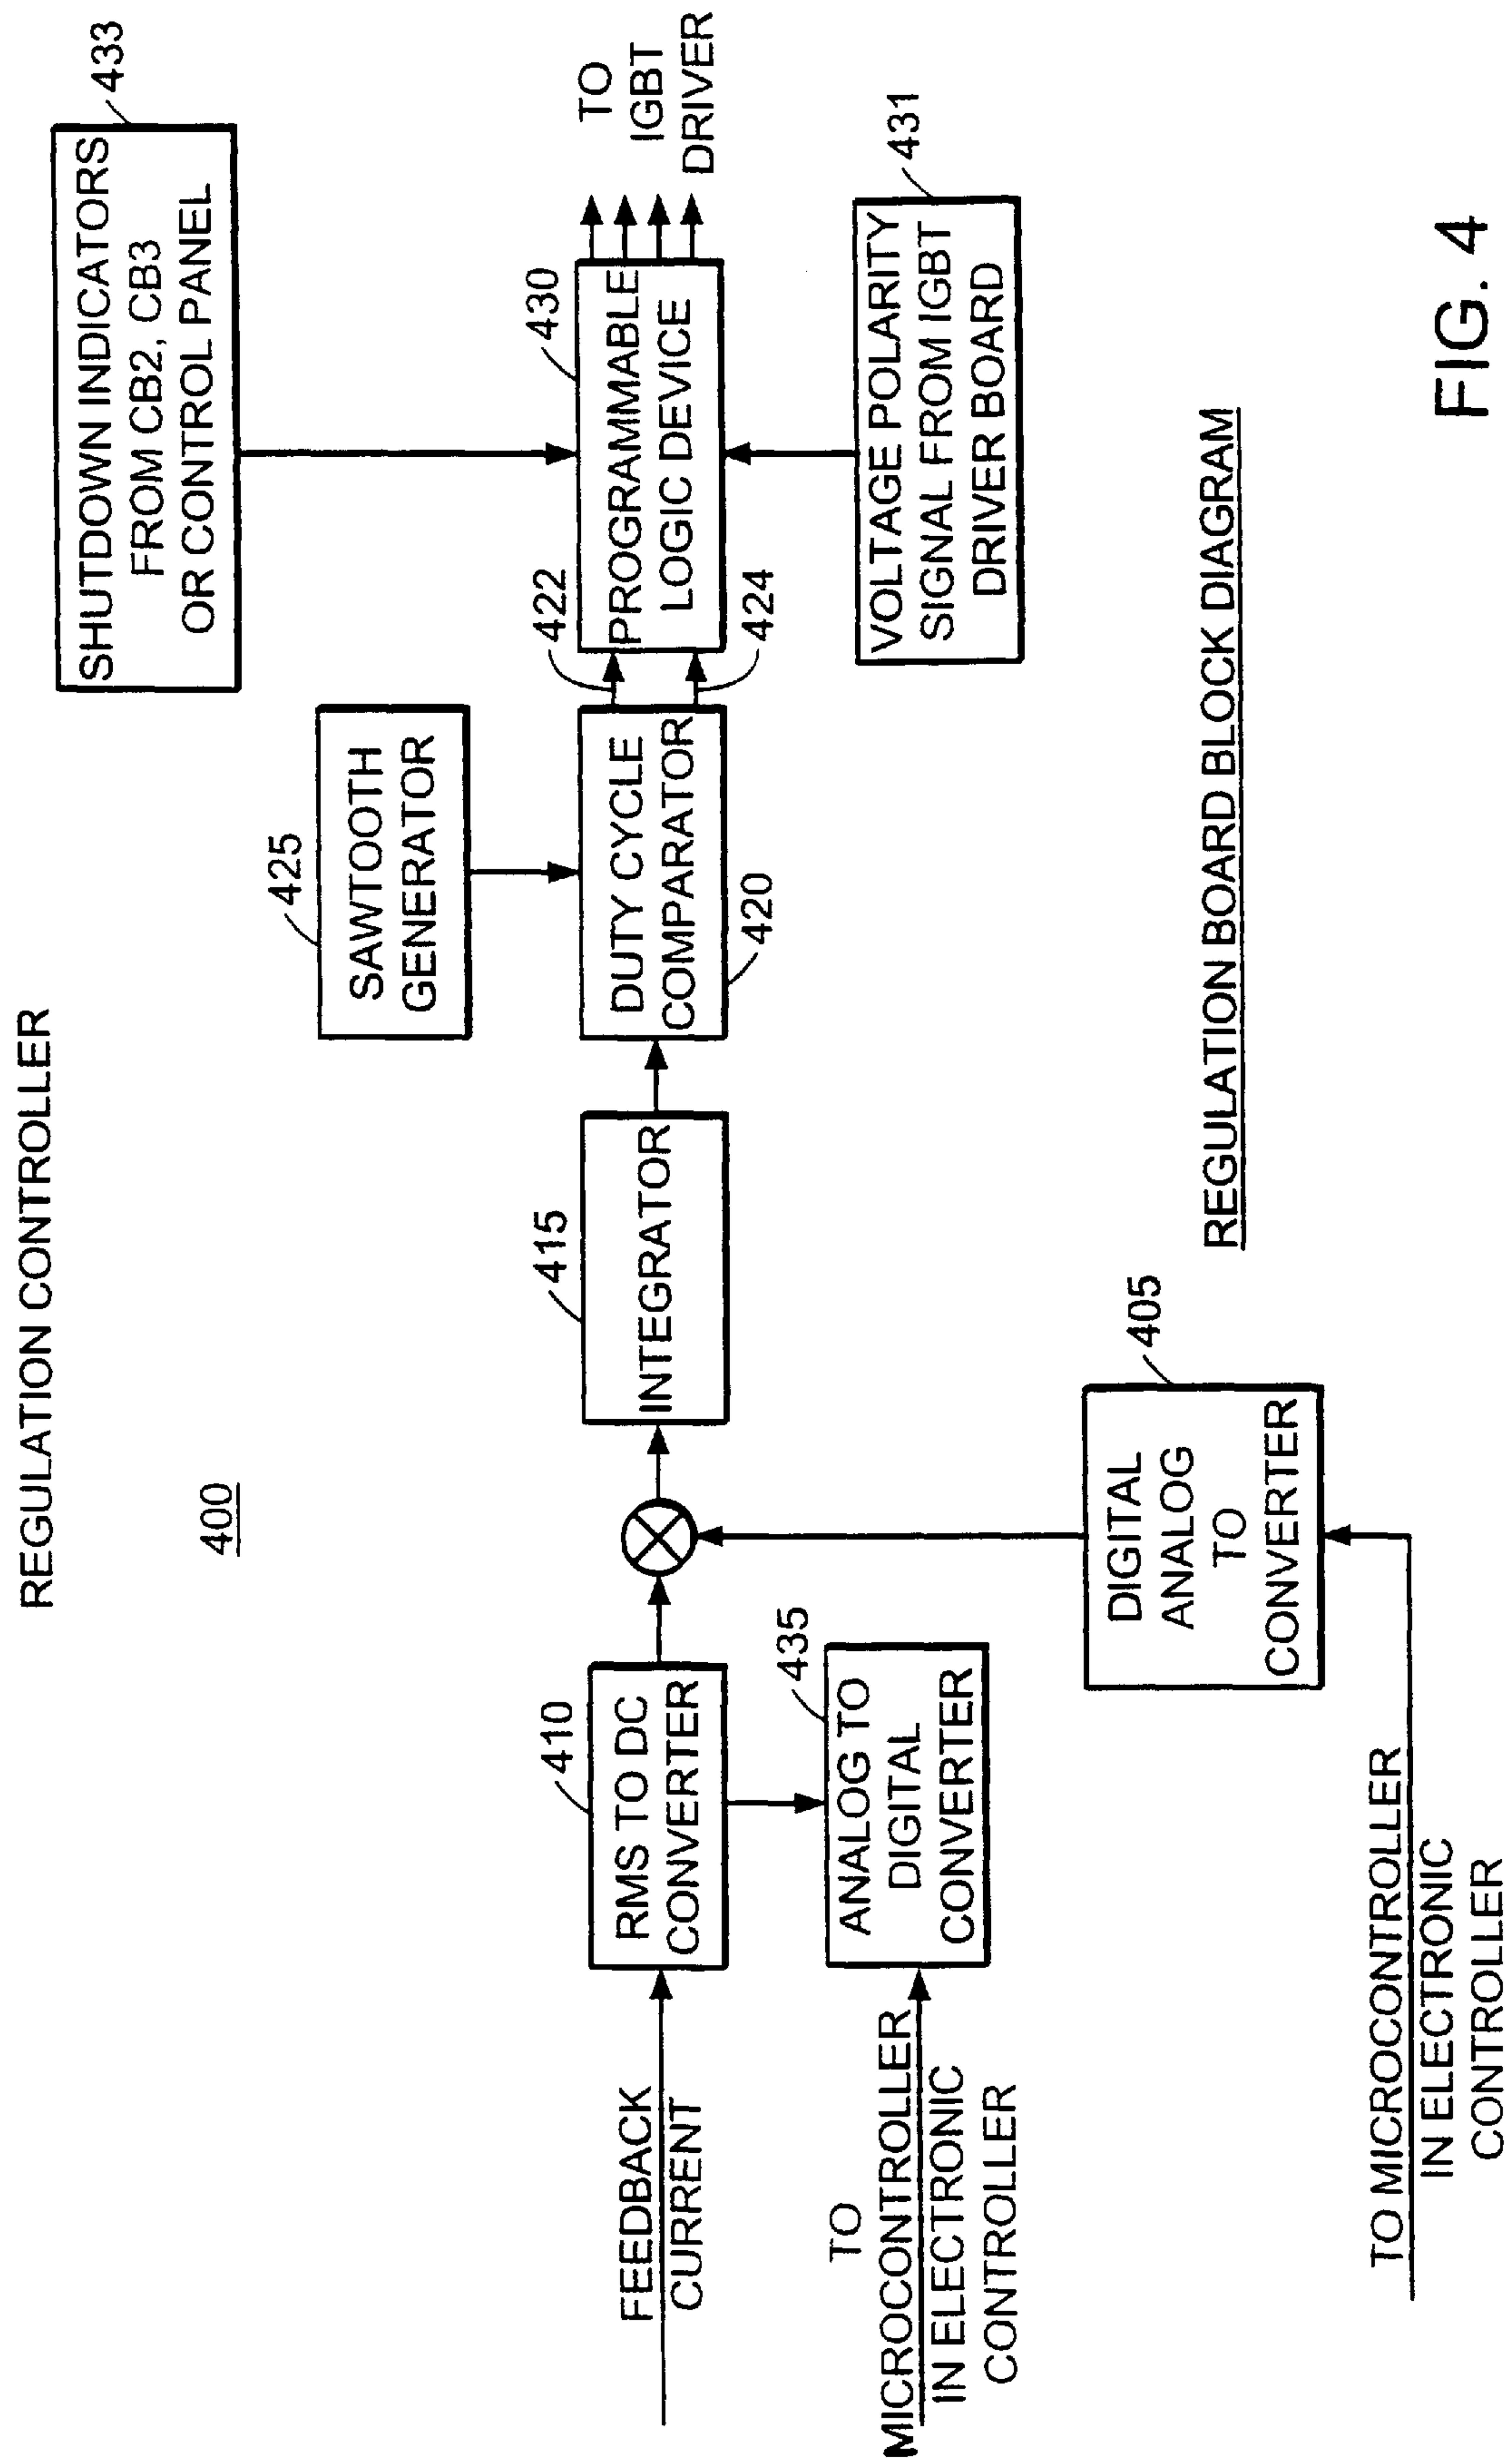 REGULATION CONTROLLER
400
433
SHUTDOWN INDICATORS
FROM CB2, CB3
OR CONTROL PANEL
425
SAWTOOTH
GENERATOR
FEEDBACK
CURRENT
410
RMS TO DC
CONVERTER
415
INTEGRATOR
DUTY CYCLE
COMPARATOR
420
422
424
430
PROGRAMMABLE
LOGIC DEVICE
TO
IGBT
DRIVER
TO
MICROCONTROLLER
IN ELECTRONIC
CONTROLLER
435
ANALOG TO
DIGITAL
CONVERTER
431
VOLTAGE POLARITY
SIGNAL FROM IGBT
DRIVER BOARD
405
DIGITAL
ANALOG
TO
CONVERTER
TO MICROCONTROLLER
IN ELECTRONIC
CONTROLLER
REGULATION BOARD BLOCK DIAGRAM
FIG. 4